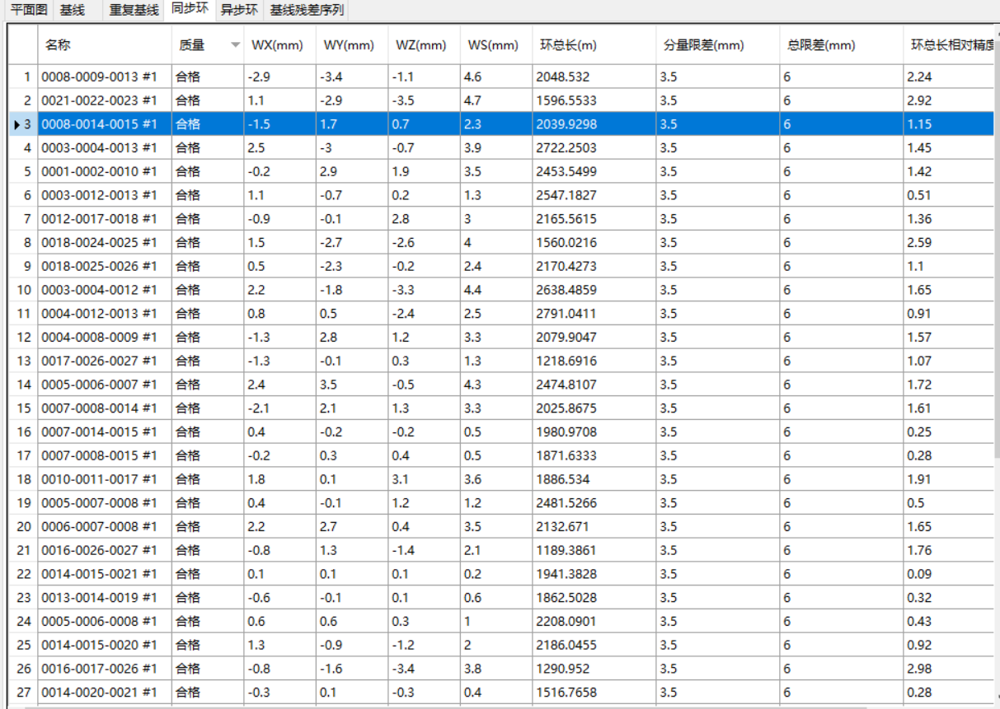 平面图 基线 重复基线 同步环 异步环 基线残差序列
名称 质量 WX(mm) WY(mm) WZ(mm) WS(mm) 环总长(m) 分量限差(mm) 总限差(mm) 环总长相对精度
1 0008-0009-0013 #1 合格 -2.9 -3.4 -1.1 4.6 2048.532 3.5 6 2.24
2 0021-0022-0023 #1 合格 1.1 -2.9 -3.5 4.7 1596.5533 3.5 6 2.92
3 0008-0014-0015 #1 合格 -1.5 1.7 0.7 2.3 2039.9298 3.5 6 1.15
4 0003-0004-0013 #1 合格 2.5 -3 -0.7 3.9 2722.2503 3.5 6 1.45
5 0001-0002-0010 #1 合格 -0.2 2.9 1.9 3.5 2453.5499 3.5 6 1.42
6 0003-0012-0013 #1 合格 1.1 -0.7 0.2 1.3 2547.1827 3.5 6 0.51
7 0012-0017-0018 #1 合格 -0.9 -0.1 2.8 3 2165.5615 3.5 6 1.36
8 0018-0024-0025 #1 合格 1.5 -2.7 -2.6 4 1560.0216 3.5 6 2.59
9 0018-0025-0026 #1 合格 0.5 -2.3 -0.2 2.4 2170.4273 3.5 6 1.1
10 0003-0004-0012 #1 合格 2.2 -1.8 -3.3 4.4 2638.4859 3.5 6 1.65
11 0004-0012-0013 #1 合格 0.8 0.5 -2.4 2.5 2791.0411 3.5 6 0.91
12 0004-0008-0009 #1 合格 -1.3 2.8 1.2 3.3 2079.9047 3.5 6 1.57
13 0017-0026-0027 #1 合格 -1.3 -0.1 0.3 1.3 1218.6916 3.5 6 1.07
14 0005-0006-0007 #1 合格 2.4 3.5 -0.5 4.3 2474.8107 3.5 6 1.72
15 0007-0008-0014 #1 合格 -2.1 2.1 1.3 3.3 2025.8675 3.5 6 1.61
16 0007-0014-0015 #1 合格 0.4 -0.2 -0.2 0.5 1980.9708 3.5 6 0.25
17 0007-0008-0015 #1 合格 -0.2 0.3 0.4 0.5 1871.6333 3.5 6 0.28
18 0010-0011-0017 #1 合格 1.8 0.1 3.1 3.6 1886.534 3.5 6 1.91
19 0005-0007-0008 #1 合格 0.4 -0.1 1.2 1.2 2481.5266 3.5 6 0.5
20 0006-0007-0008 #1 合格 2.2 2.7 0.4 3.5 2132.671 3.5 6 1.65
21 0016-0026-0027 #1 合格 -0.8 1.3 -1.4 2.1 1189.3861 3.5 6 1.76
22 0014-0015-0021 #1 合格 0.1 0.1 0.1 0.2 1941.3828 3.5 6 0.09
23 0013-0014-0019 #1 合格 -0.6 -0.1 0.1 0.6 1862.5028 3.5 6 0.32
24 0005-0006-0008 #1 合格 0.6 0.6 0.3 1 2208.0901 3.5 6 0.43
25 0014-0015-0020 #1 合格 1.3 -0.9 -1.2 2 2186.0455 3.5 6 0.92
26 0016-0017-0026 #1 合格 -0.8 -1.6 -3.4 3.8 1290.952 3.5 6 2.98
27 0014-0020-0021 #1 合格 -0.3 0.1 -0.3 0.4 1516.7658 3.5 6 0.28